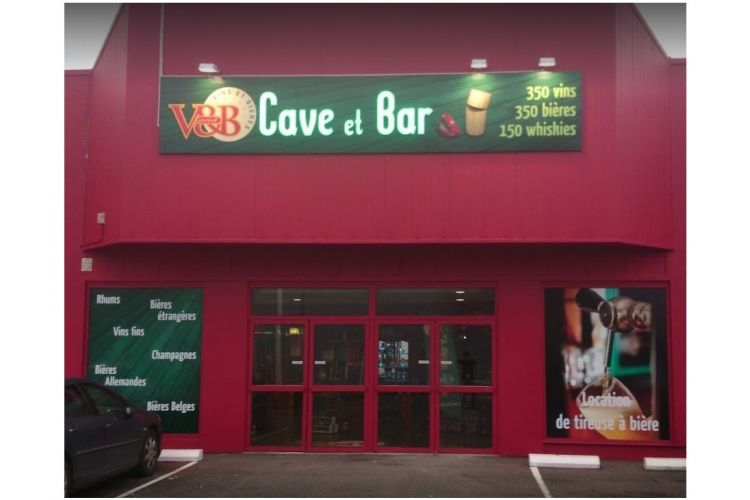 V and B
VINS ET BIÈRES
Cave et Bar
350 vins
350 bières
150 whiskies
Rhums
Bières
étrangères
Vins fins
Champagnes
Bières
Allemandes
Bières Belges
Location
de tireuse à bière